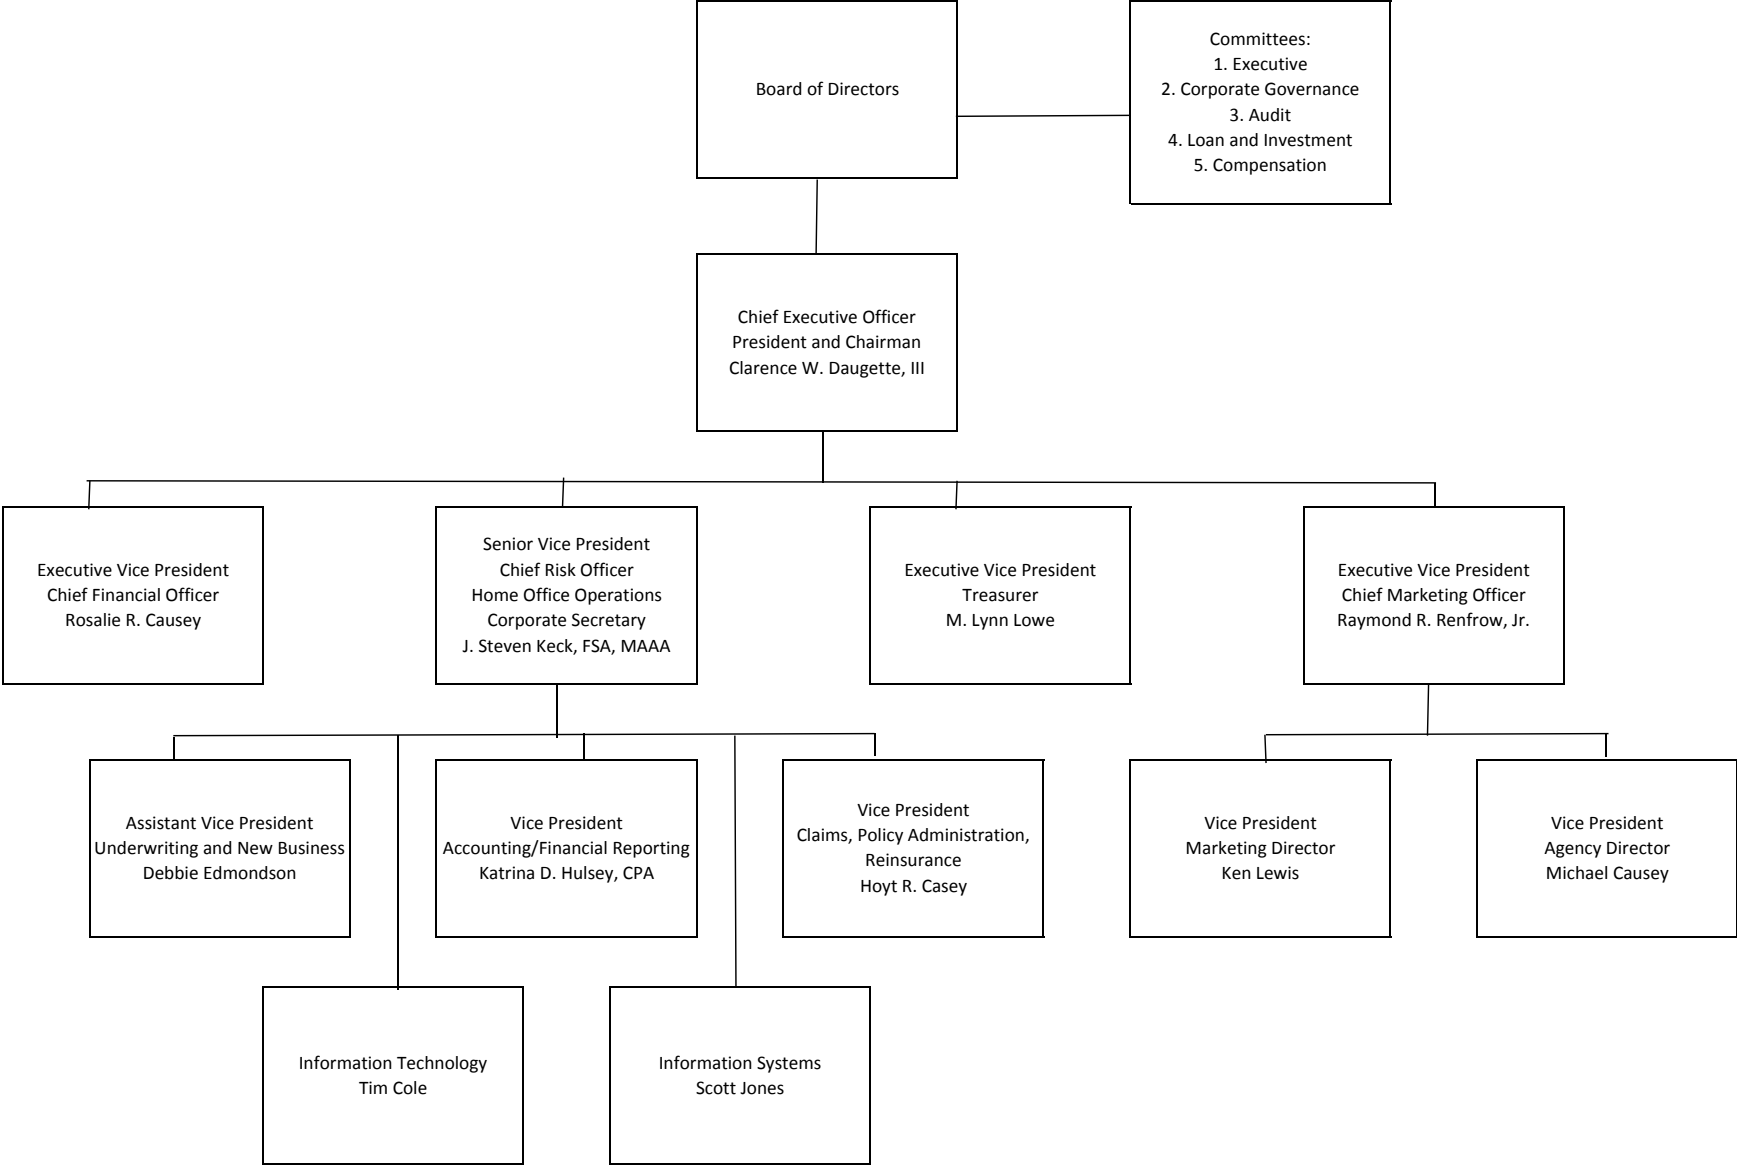 Board of Directors
Committees:
1. Executive
2. Corporate Governance
3. Audit
4. Loan and Investment
5. Compensation
Chief Executive Officer
President and Chairman
Clarence W. Daugette, III
Executive Vice President
Chief Financial Officer
Rosalie R. Causey
Senior Vice President
Chief Risk Officer
Home Office Operations
Corporate Secretary
J. Steven Keck, FSA, MAAA
Executive Vice President
Treasurer
M. Lynn Lowe
Executive Vice President
Chief Marketing Officer
Raymond R. Renfrow, Jr.
Assistant Vice President
Underwriting and New Business
Debbie Edmondson
Vice President
Accounting/Financial Reporting
Katrina D. Hulsey, CPA
Vice President
Claims, Policy Administration,
Reinsurance
Hoyt R. Casey
Vice President
Marketing Director
Ken Lewis
Vice President
Agency Director
Michael Causey
Information Technology
Tim Cole
Information Systems
Scott Jones